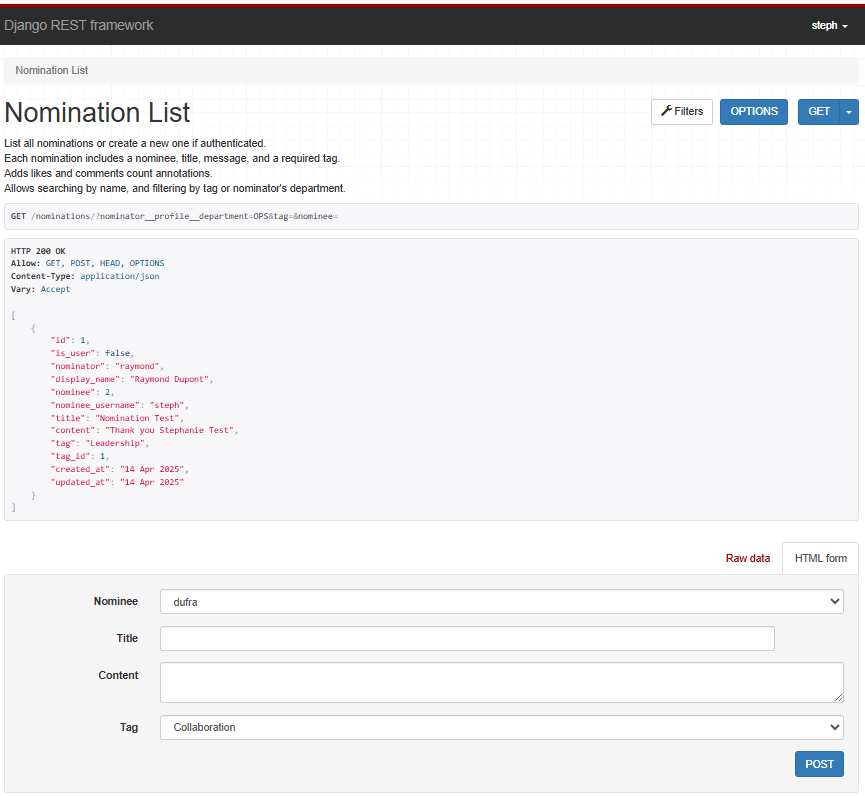 Django REST framework
steph
Nomination List
Nomination List
Filters
OPTIONS
GET
List all nominations or create a new one if authenticated.
Each nomination includes a nominee, title, message, and a required tag.
Adds likes and comments count annotations.
Allows searching by name, and filtering by tag or nominator's department.
GET /nominations/?nominator__profile__department=OPS&tag=&nominee=
HTTP 200 OK
Allow: GET, POST, HEAD, OPTIONS
Content-Type: application/json
Vary: Accept
[
    {
        "id": 1,
        "is_user": false,
        "nominator": "raymond",
        "display_name": "Raymond Dupont",
        "nominee": 2,
        "nominee_username": "steph",
        "title": "Nomination Test",
        "content": "Thank you Stephanie Test",
        "tag": "Leadership",
        "tag_id": 1,
        "created_at": "14 Apr 2025",
        "updated_at": "14 Apr 2025"
    }
]
Raw data
HTML form
Nominee
dufra
Title
Content
Tag
Collaboration
POST